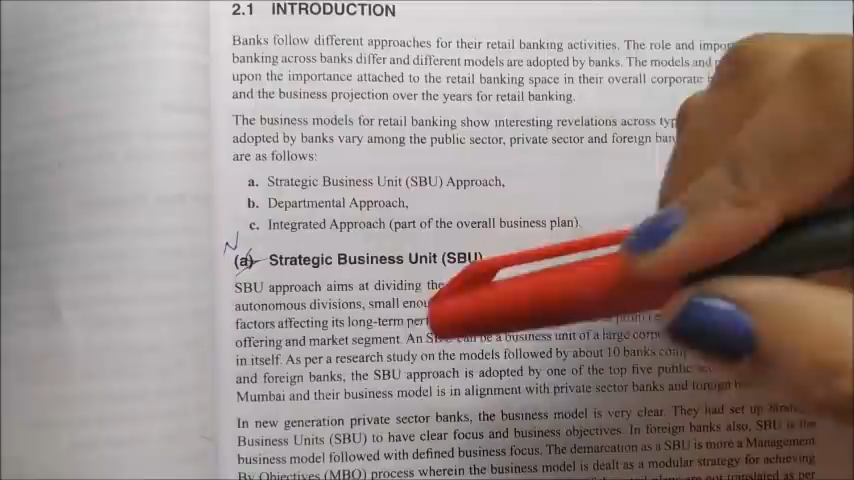 2.1 INTRODUCTION
Banks follow different approaches for their retail banking activities. The role and
banking across banks differ and different models are adopted by banks. The models and
upon the importance attached to the retail banking space in their overall corporate
and the business projection over the years for retail banking.
The business models for retail banking show interesting revelations across
adopted by banks vary among the public sector, private sector and foreign
are as follows:
a. Strategic Business Unit (SBU) Approach,
b. Departmental Approach,
c. Integrated Approach (part of the overall business plan).
N
(a) Strategic Business Unit (SBU)
SBU approach aims at dividing the
autonomous divisions, small
factors affecting its long-term
offering and market segment. An can be a business unit of a large
in itself. As per a research study on the models followed by about 10 banks
and foreign banks, the SBU approach is adopted by one of the top five public
Mumbai and their business model is in alignment with private sector banks and foreign
In new generation private sector banks, the business model is very clear. They had set up
Business Units (SBU) to have clear focus and business objectives. In foreign banks also, SBU is the
business model followed with defined business focus. The demarcation as a SBU is more a Management
By Objectives (MBO) process wherein the business model is dealt as a modular strategy for achieving
are not translated as per